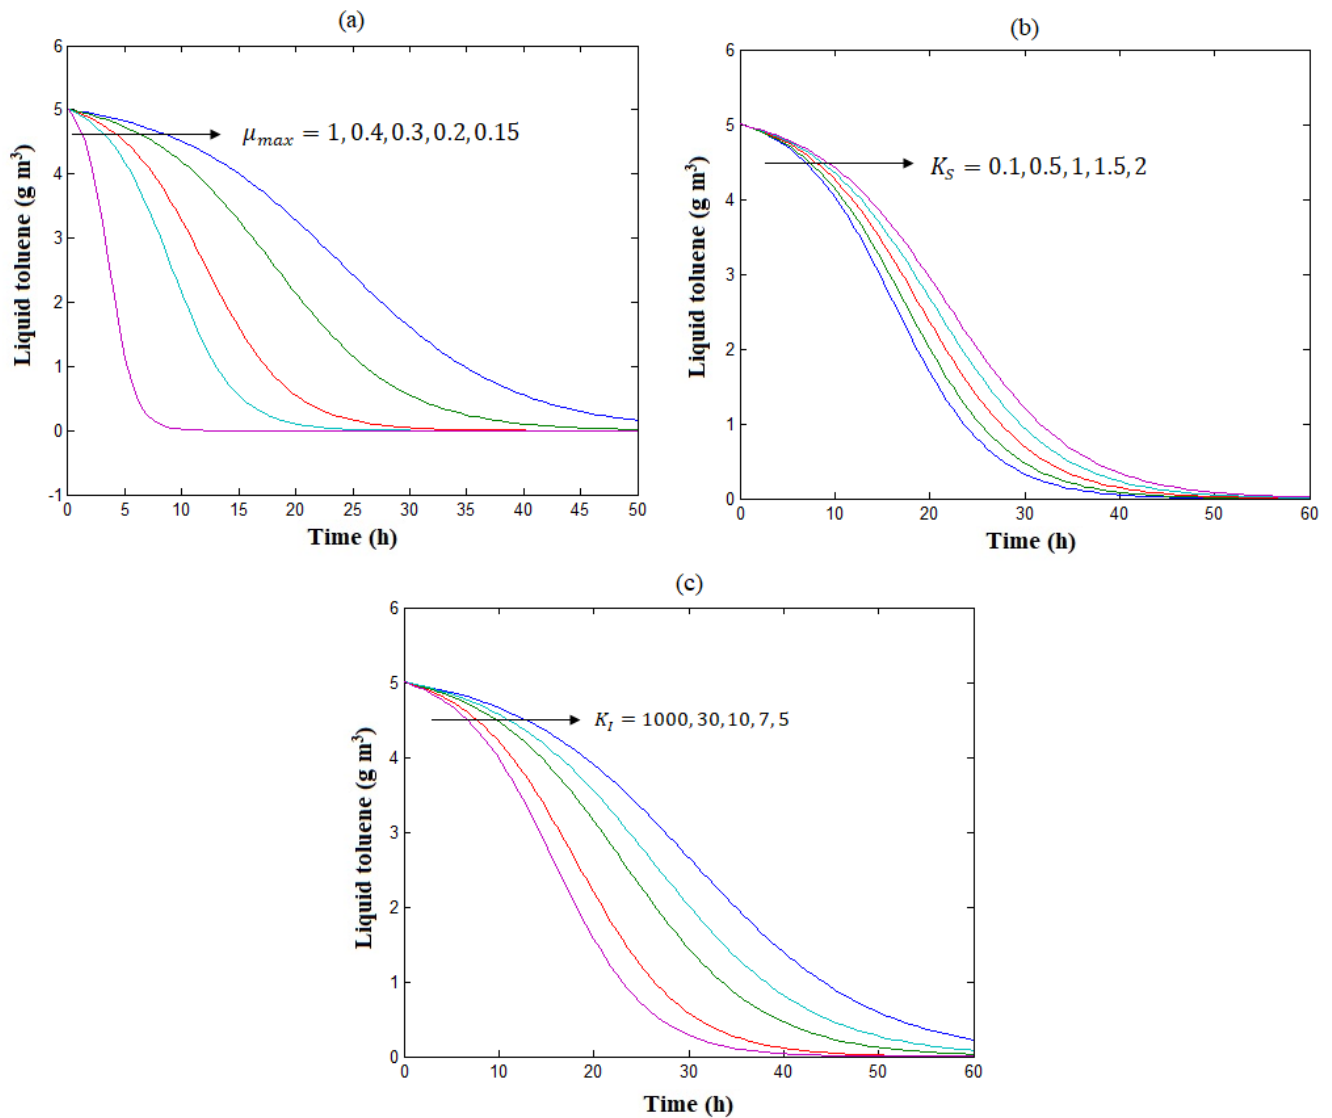 (a)
6
5
4
3
2
1
0
-1
Liquid toluene (g m³)
μ_max = 1, 0.4, 0.3, 0.2, 0.15
0 5 10 15 20 25 30 35 40 45 50
Time (h)
(b)
6
5
4
3
2
1
0
Liquid toluene (g m³)
K_S = 0.1, 0.5, 1, 1.5, 2
0 10 20 30 40 50 60
Time (h)
(c)
6
5
4
3
2
1
0
Liquid toluene (g m³)
K_I = 1000, 30, 10, 7, 5
0 10 20 30 40 50 60
Time (h)